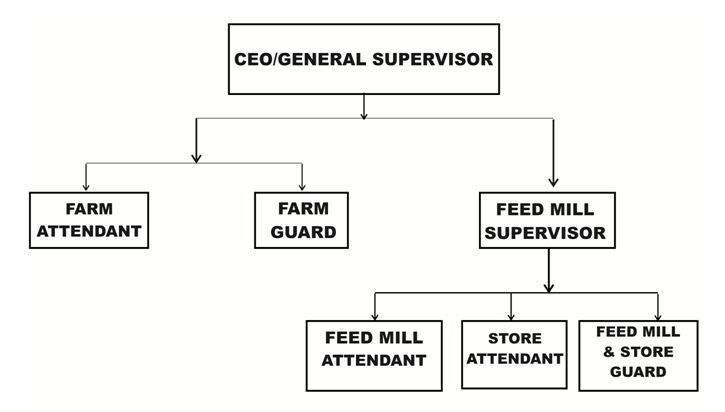 CEO/GENERAL SUPERVISOR
FARM
ATTENDANT
FARM
GUARD
FEED MILL
SUPERVISOR
FEED MILL
ATTENDANT
STORE
ATTENDANT
FEED MILL
& STORE
GUARD